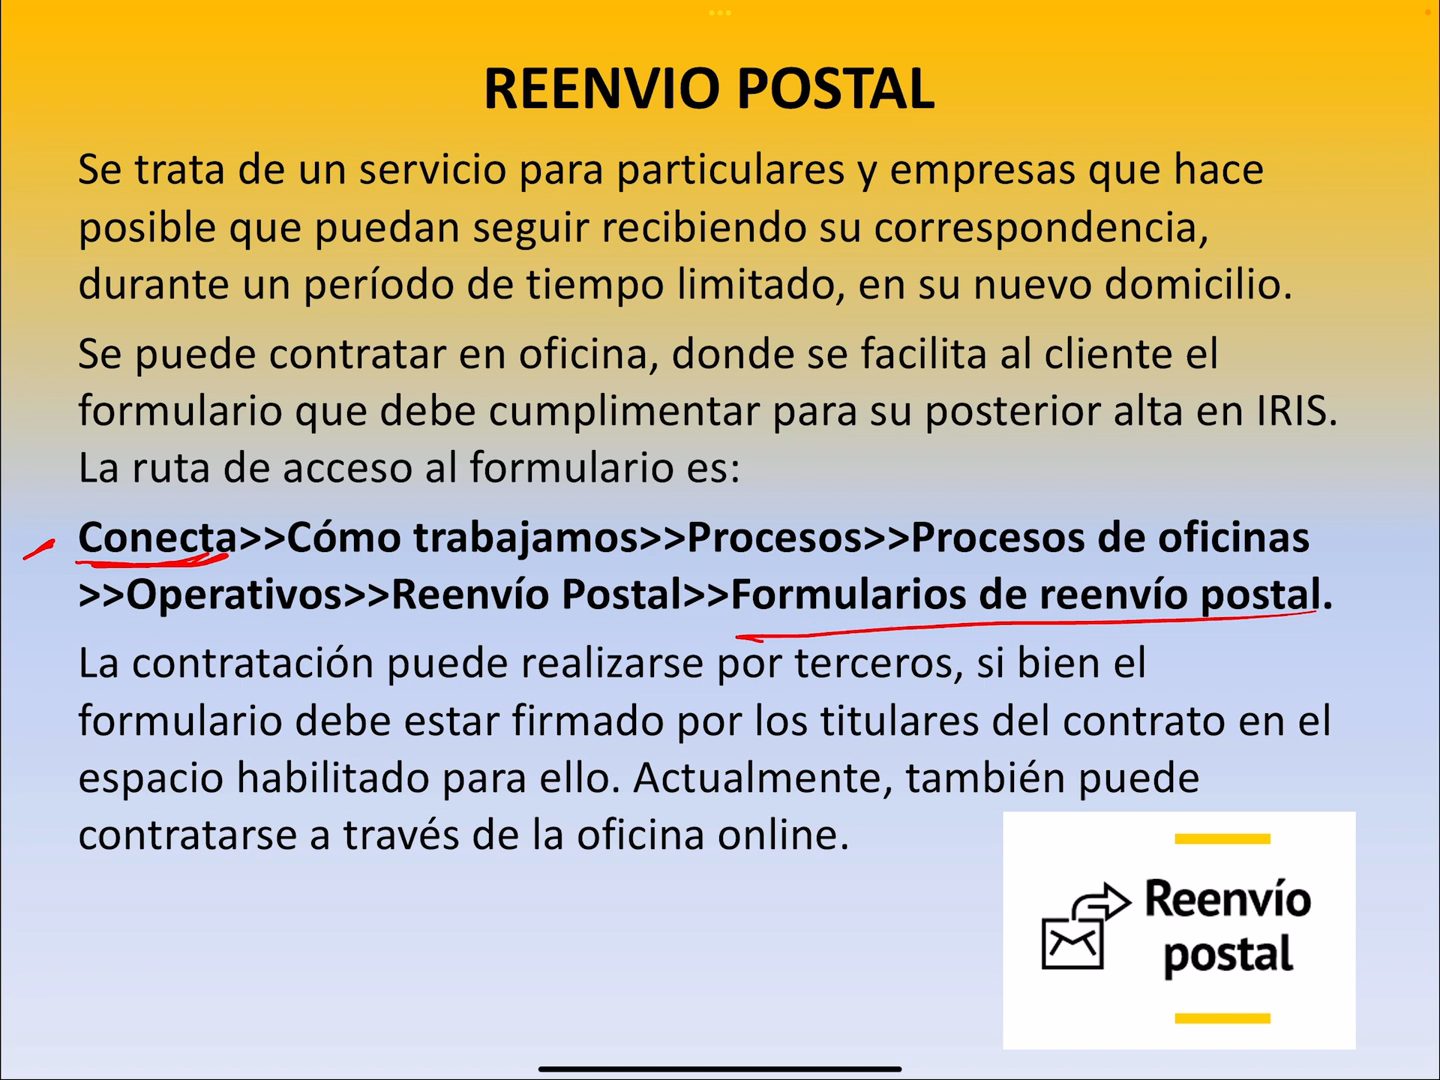 REENVIO POSTAL
Se trata de un servicio para particulares y empresas que hace
posible que puedan seguir recibiendo su correspondencia,
durante un período de tiempo limitado, en su nuevo domicilio.
Se puede contratar en oficina, donde se facilita al cliente el
formulario que debe cumplimentar para su posterior alta en IRIS.
La ruta de acceso al formulario es:
Conecta>>Cómo trabajamos>>Procesos>>Procesos de oficinas
>>Operativos>>Reenvío Postal>>Formularios de reenvío postal.
La contratación puede realizarse por terceros, si bien el
formulario debe estar firmado por los titulares del contrato en el
espacio habilitado para ello. Actualmente, también puede
contratarse a través de la oficina online.
Reenvío
postal